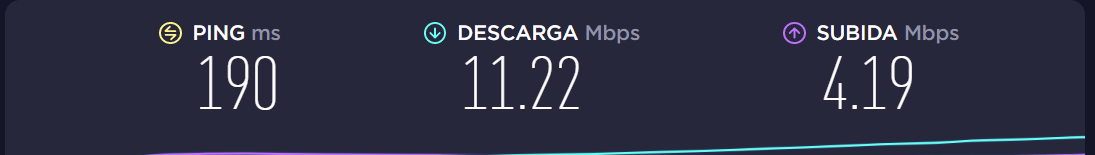 PING ms DESCARGA Mbps SUBIDA Mbps
190 11.22 4.19